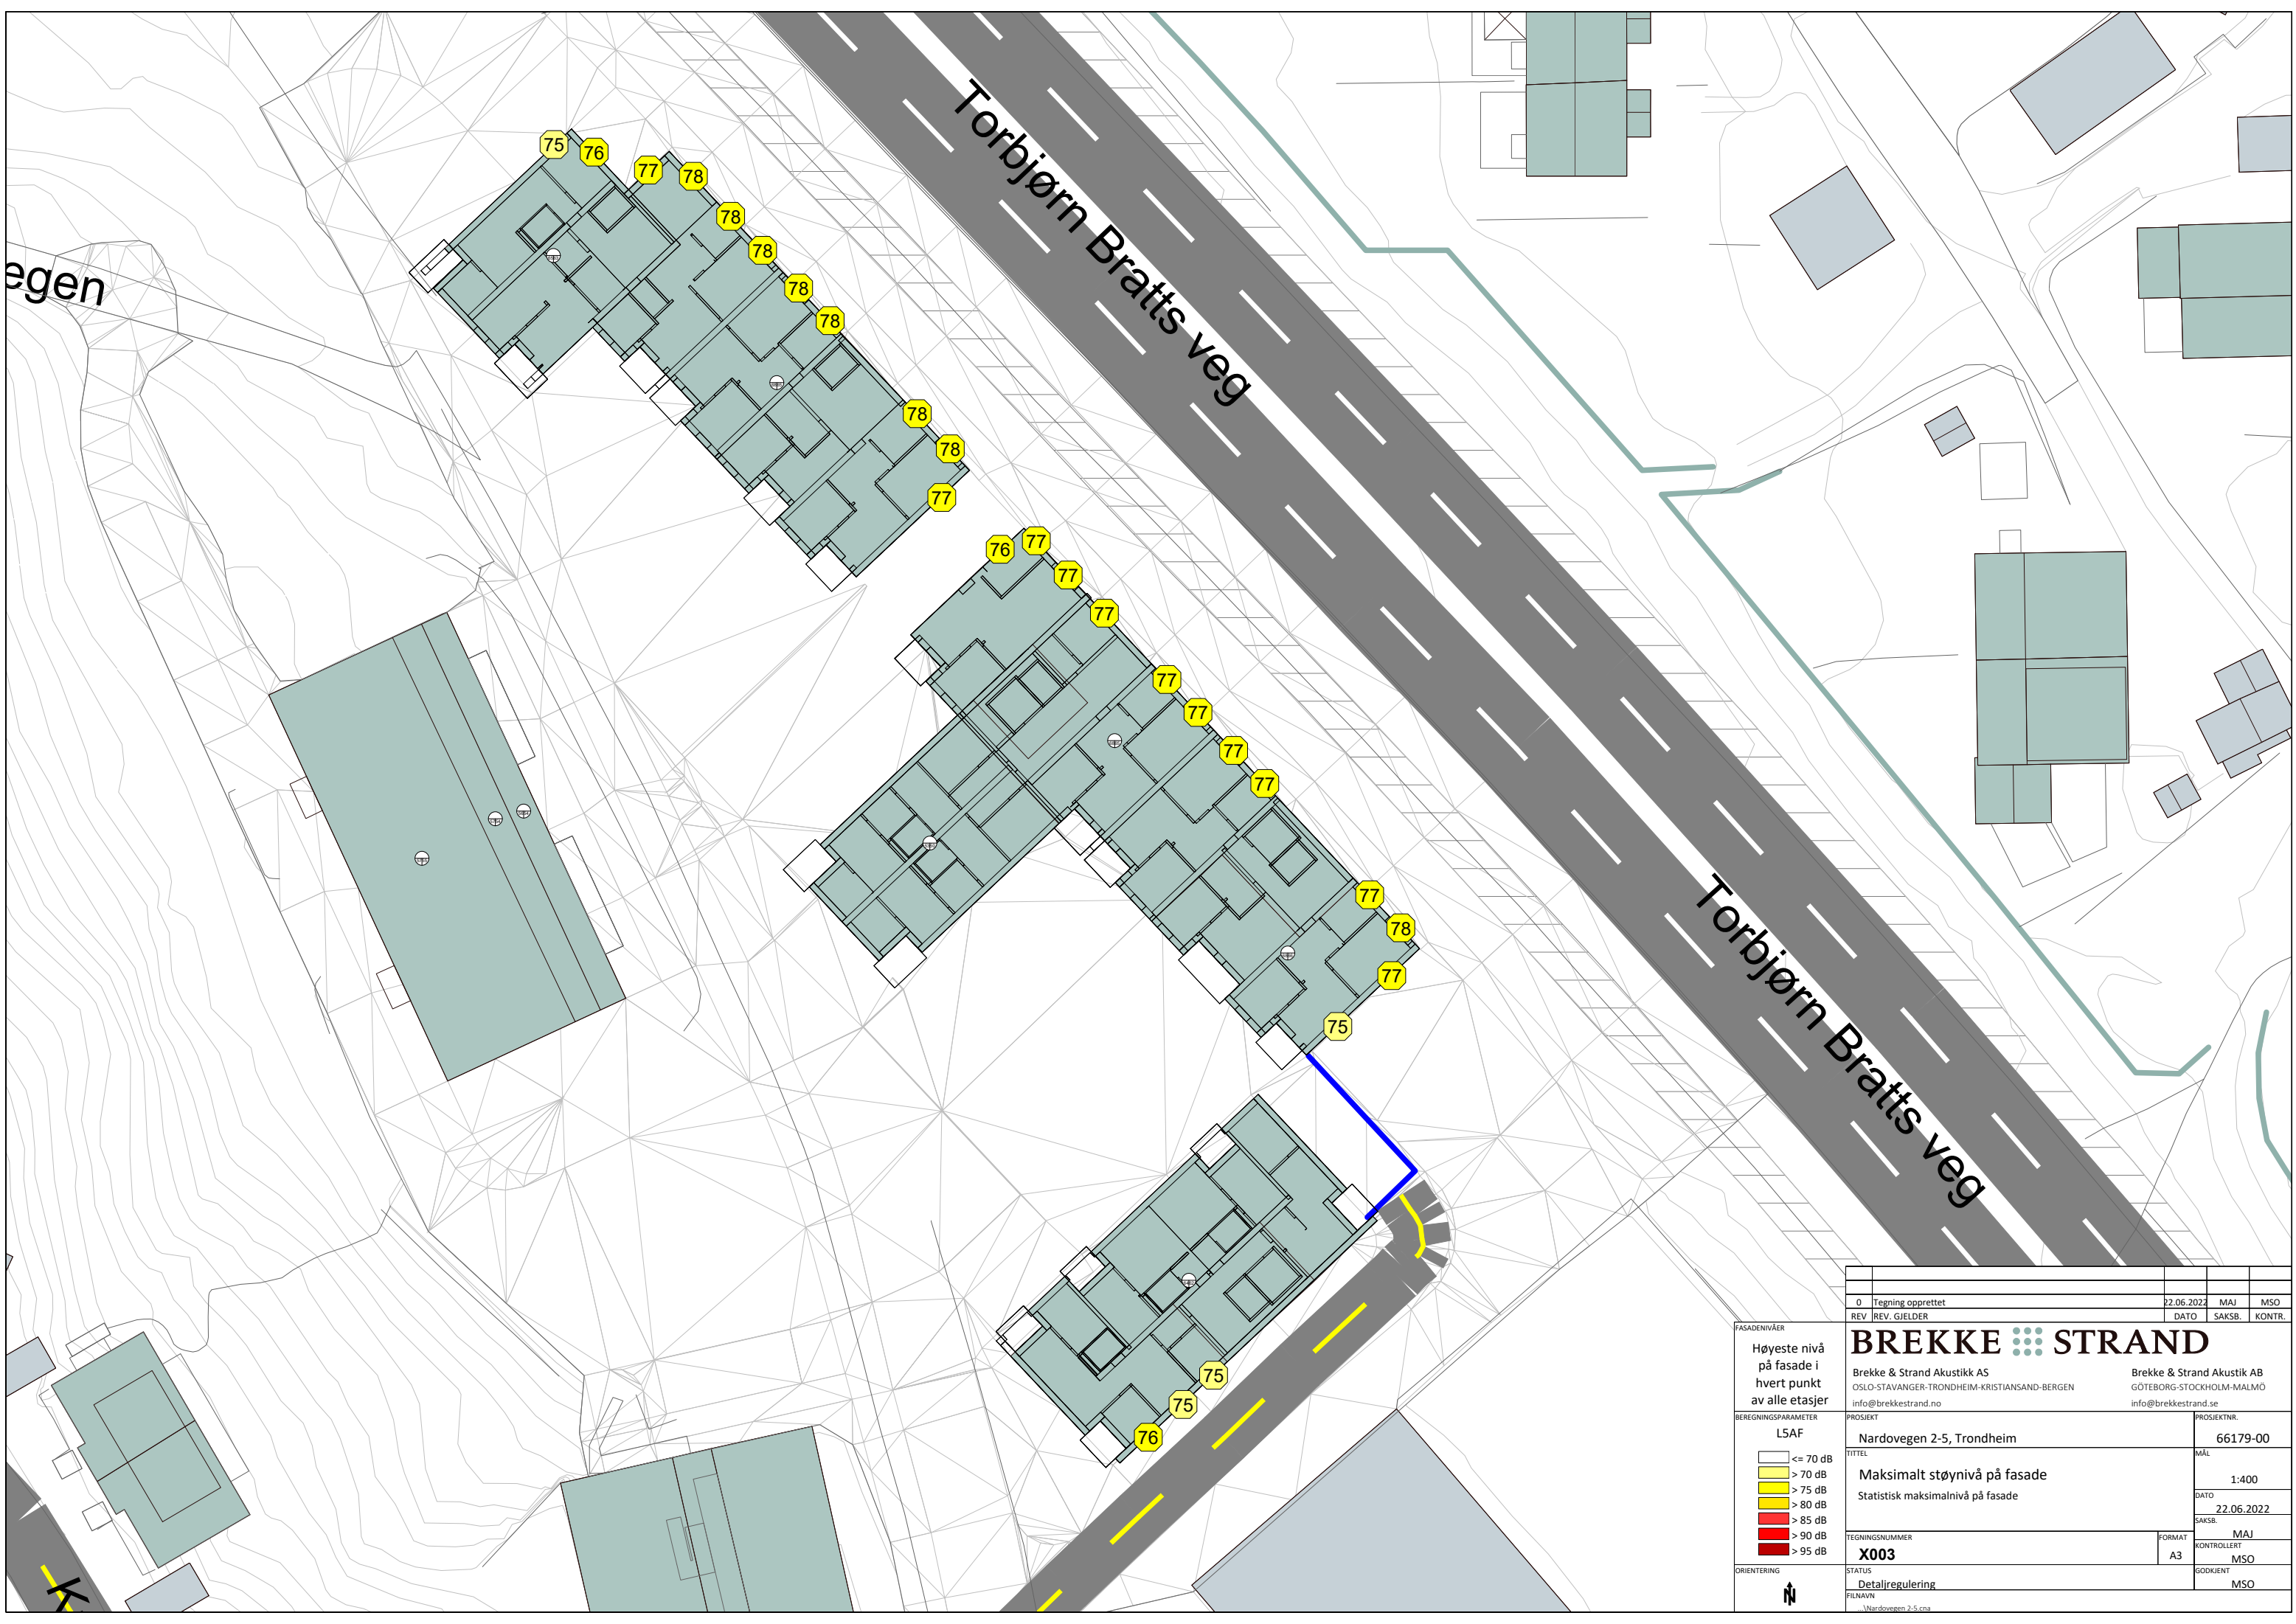 Torbjørn Bratts veg
egen
75
76
77
78
78
78
78
78
78
78
77
76
77
77
77
77
77
77
77
77
78
77
75
Torbjørn Bratts veg
75
75
76
K
0 Tegning opprettet 22.06.2022 MAJ MSO
REV REV. GJELDER DATO SAKSB. KONTR.
FASADENIVÅER
Høyeste nivå
på fasade i
hvert punkt
av alle etasjer
BREKKE STRAND
Brekke & Strand Akustikk AS
OSLO-STAVANGER-TRONDHEIM-KRISTIANSAND-BERGEN
info@brekkestrand.no
Brekke & Strand Akustik AB
GÖTEBORG-STOCKHOLM-MALMÖ
info@brekkestrand.se
BEREGNINGSPARAMETER
L5AF
<= 70 dB
> 70 dB
> 75 dB
> 80 dB
> 85 dB
> 90 dB
> 95 dB
ORIENTERING
N
PROSJEKT
Nardovegen 2-5, Trondheim
PROSJEKTNR.
66179-00
TITTEL
Maksimalt støynivå på fasade
Statistisk maksimalnivå på fasade
MÅL
1:400
DATO
22.06.2022
SAKSB.
MAJ
TEGNINGSNUMMER
X003
FORMAT
A3
KONTROLLERT
MSO
STATUS
Detaljregulering
GODKJENT
MSO
FILNAVN
...\Nardovegen 2-5.cna